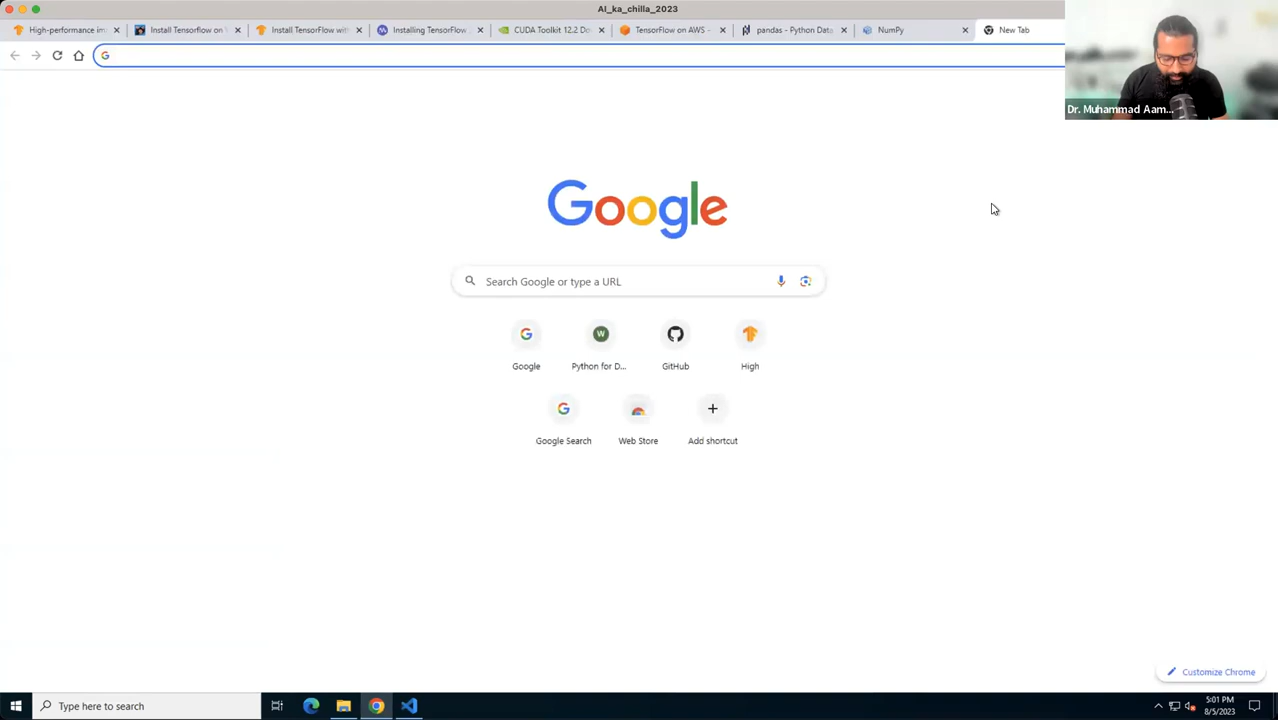 AI_ka_chilla_2023
High-performance im
Install Tensorflow on
Install TensorFlow with
Installing TensorFlow
CUDA Toolkit 12.2 Do
TensorFlow on AWS -
pandas - Python Data
NumPy
New Tab
Dr. Muhammad Aam...
Google
Search Google or type a URL
Google
Python for D...
GitHub
High
Google Search
Web Store
Add shortcut
Customize Chrome
Type here to search
5:01 PM
8/5/2023